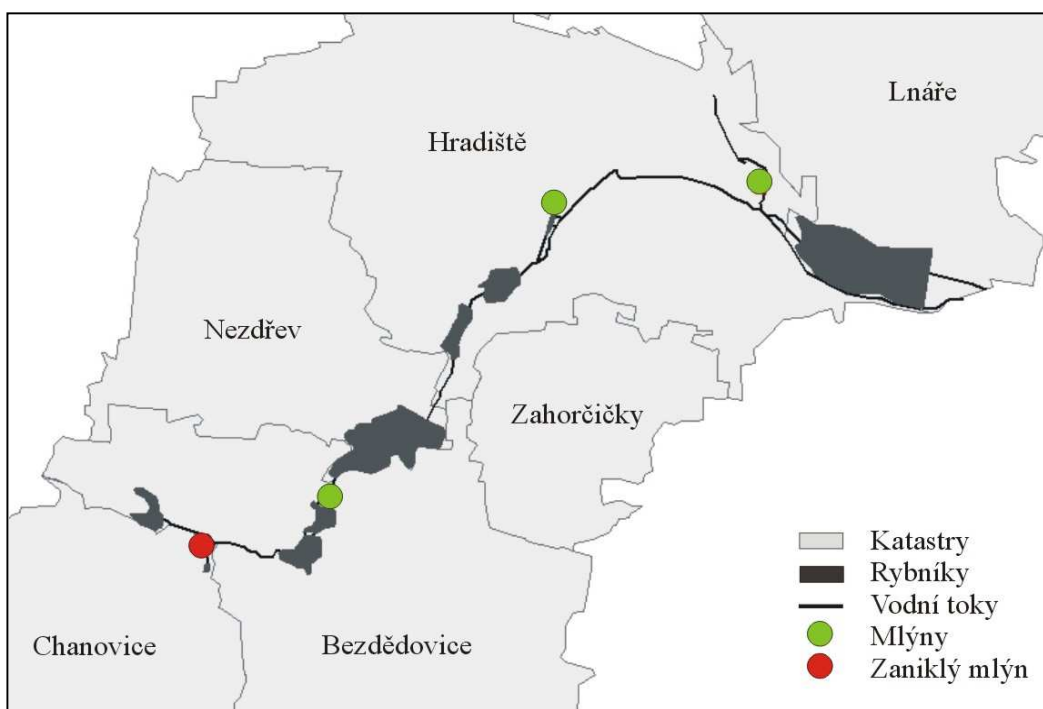 Lnáře
Hradiště
Nezdřev
Zahorčičky
Chanovice
Bezdědovice
Katastry
Rybníky
Vodní toky
Mlýny
Zaniklý mlýn